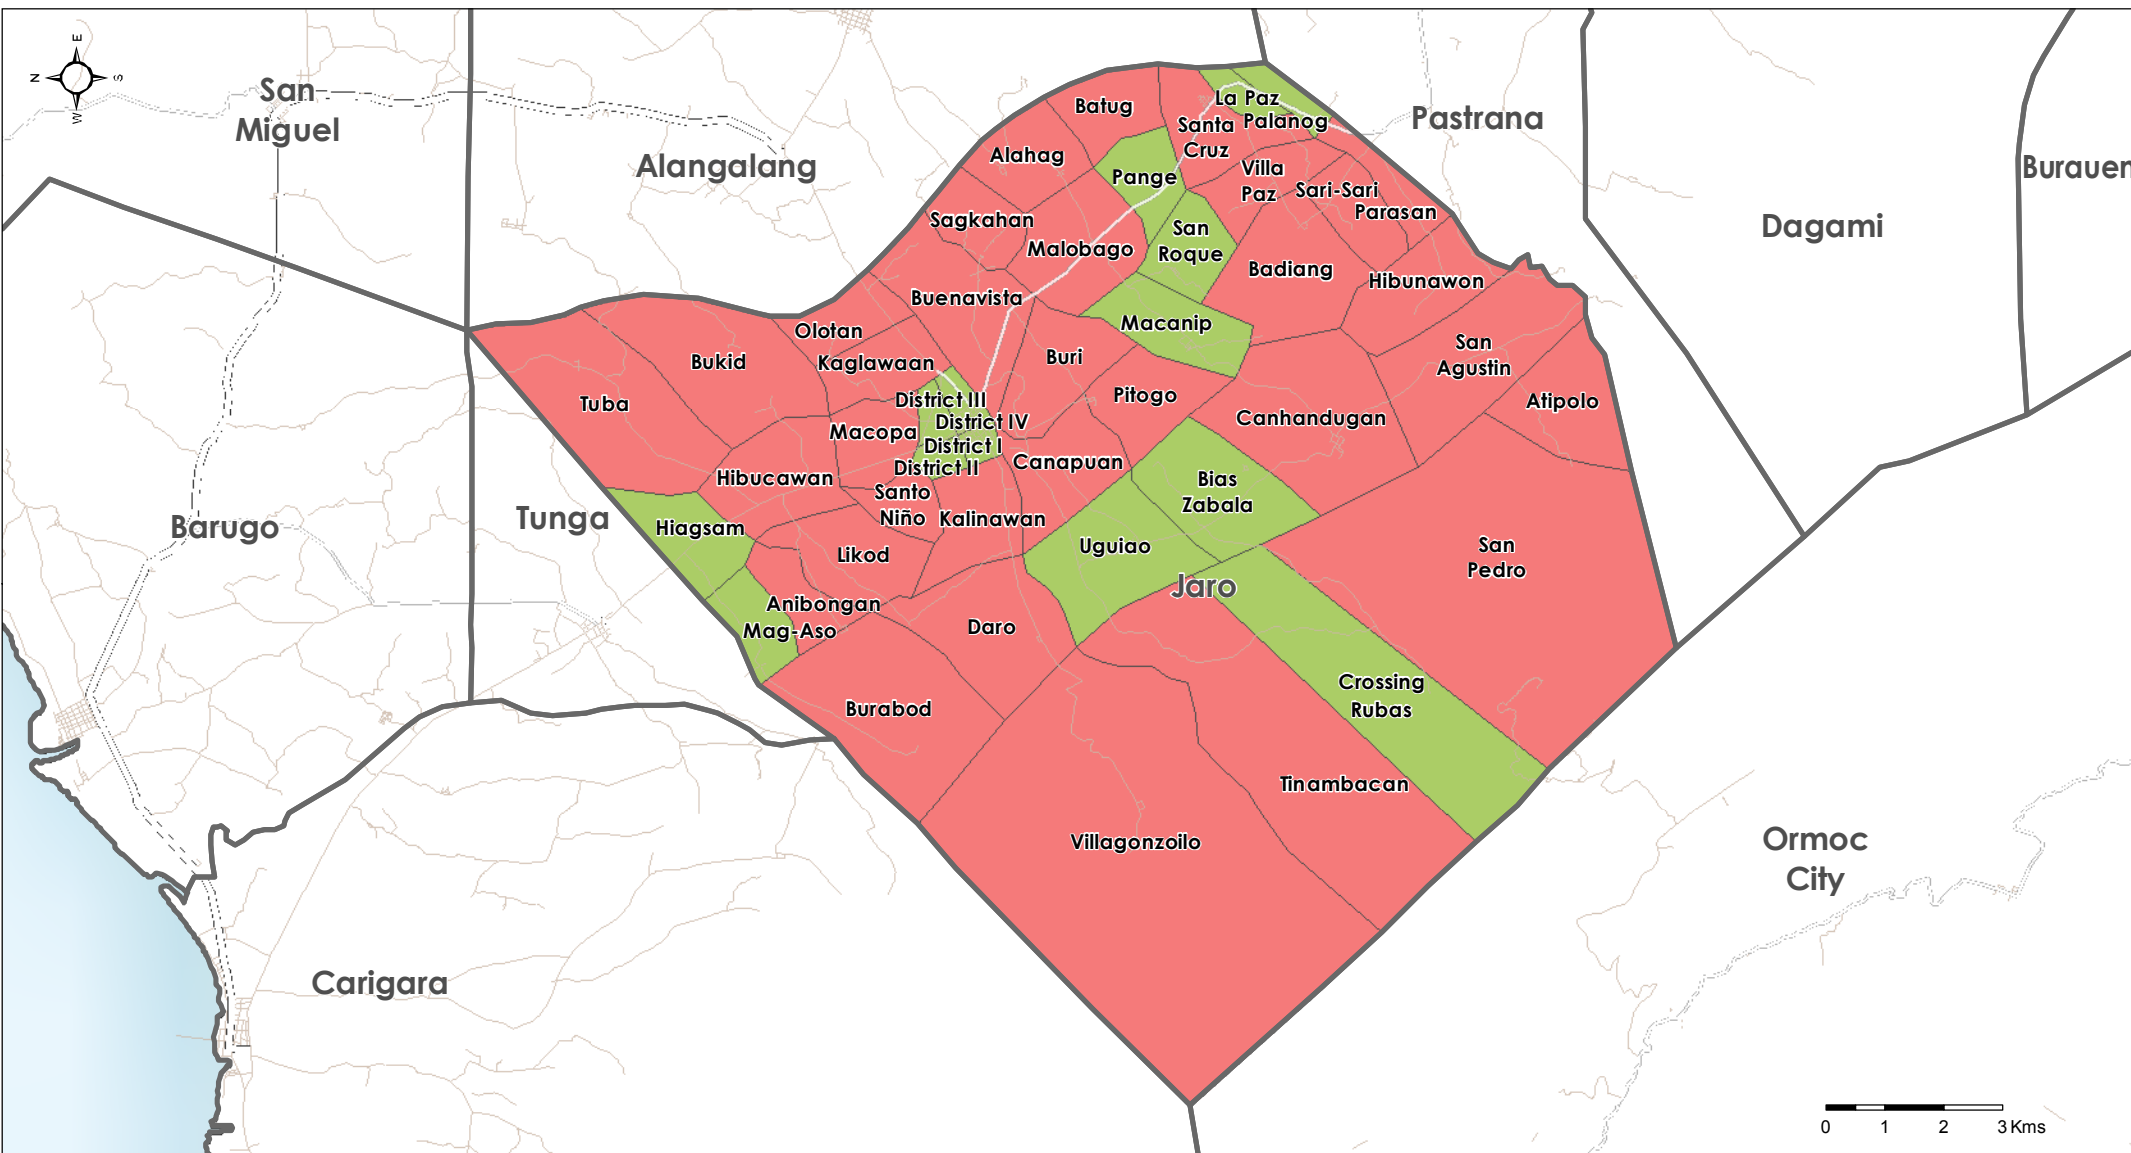 E
N
S
W
San
Miguel
Alangalang
Pastrana
Burauen
Dagami
Barugo
Tunga
Carigara
Ormoc
City
Jaro
Batug
La Paz
Palanog
Santa
Cruz
Alahag
Pange
Villa
Paz
Sari-Sari
Parasan
Sagkahan
Malobago
San
Roque
Badiang
Hibunawon
Buenavista
Olotan
Kaglawaan
Macanip
Buri
San
Agustin
Atipolo
Bukid
Tuba
Pitogo
Canhandugan
District III
District IV
District I
District II
Macopa
Canapuan
Hibucawan
Santo
Niño
Kalinawan
Bias
Zabala
Hiagsam
Likod
Uguiao
San
Pedro
Anibongan
Mag-Aso
Daro
Burabod
Crossing
Rubas
Tinambacan
Villagonzoilo
0 1 2 3 Kms